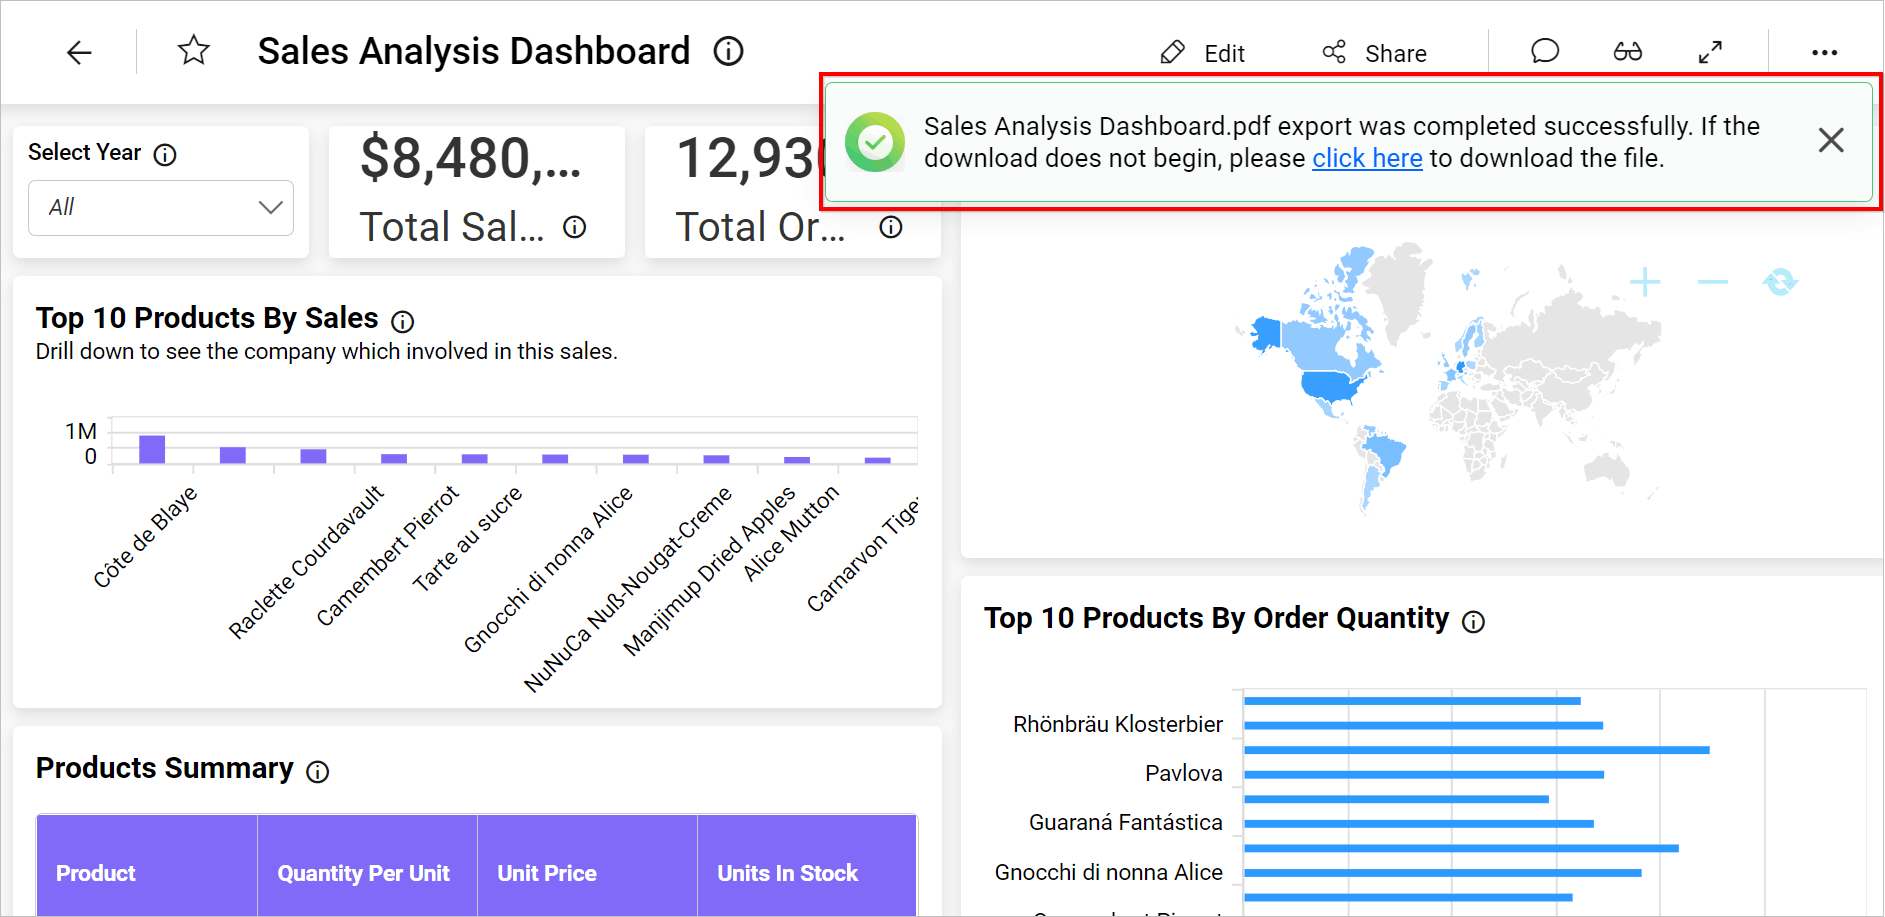 Sales Analysis Dashboard
Edit
Share
Sales Analysis Dashboard.pdf export was completed successfully. If the
download does not begin, please click here to download the file.
Select Year
All
$8,480,...
Total Sal...
12,93
Total Or...
Top 10 Products By Sales
Drill down to see the company which involved in this sales.
1M
0
Côte de Blaye
Raclette Courdavault
Camembert Pierrot
Tarte au sucre
Gnocchi di nonna Alice
NuNuCa Nuß-Nougat-Creme
Manjimup Dried Apples
Alice Mutton
Carnarvon Tige
Top 10 Products By Order Quantity
Rhönbräu Klosterbier
Pavlova
Guaraná Fantástica
Gnocchi di nonna Alice
Products Summary
Product
Quantity Per Unit
Unit Price
Units In Stock